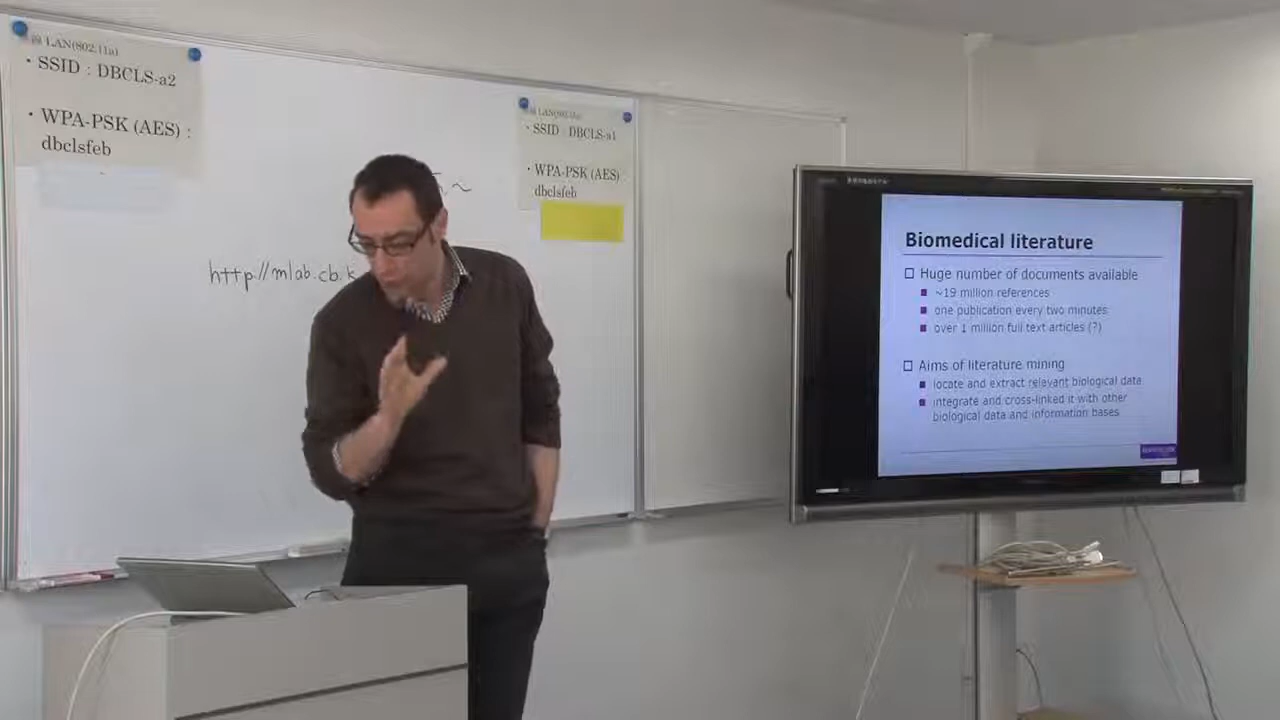 LAN(802.11a)
・SSID : DBCLS-a2
・WPA-PSK (AES) :
dbclsfeb
・SSID : DBCLS-a1
・WPA-PSK (AES) :
dbclsfeb
http://mlab.cb.k
Biomedical literature
Huge number of documents available
~19 million references
one publication every two minutes
over 1 million full text articles (?)
Aims of literature mining
locate and extract relevant biological data
integrate and cross-linked it with other
biological data and information bases